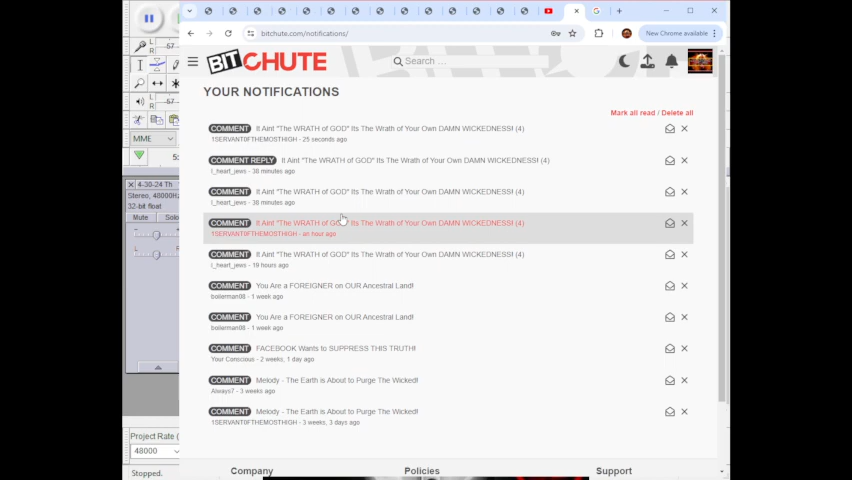 bitchute.com/notifications/
New Chrome available
BITCHUTE
Search ...
YOUR NOTIFICATIONS
Mark all read / Delete all
COMMENT It Aint "The WRATH of GOD" Its The Wrath of Your Own DAMN WICKEDNESS! (4)
1SERVANT0FTHEMOSTHIGH - 25 seconds ago
COMMENT REPLY It Aint "The WRATH of GOD" Its The Wrath of Your Own DAMN WICKEDNESS! (4)
I_heart_jews - 38 minutes ago
COMMENT It Aint "The WRATH of GOD" Its The Wrath of Your Own DAMN WICKEDNESS! (4)
I_heart_jews - 38 minutes ago
COMMENT It Aint "The WRATH of GOD" Its The Wrath of Your Own DAMN WICKEDNESS! (4)
1SERVANT0FTHEMOSTHIGH - an hour ago
COMMENT It Aint "The WRATH of GOD" Its The Wrath of Your Own DAMN WICKEDNESS! (4)
I_heart_jews - 19 hours ago
COMMENT You Are a FOREIGNER on OUR Ancestral Land!
boilerman08 - 1 week ago
COMMENT You Are a FOREIGNER on OUR Ancestral Land!
boilerman08 - 1 week ago
COMMENT FACEBOOK Wants to SUPPRESS THIS TRUTH!
Your Conscious - 2 weeks, 1 day ago
COMMENT Melody - The Earth is About to Purge The Wicked!
Always7 - 3 weeks ago
COMMENT Melody - The Earth is About to Purge The Wicked!
1SERVANT0FTHEMOSTHIGH - 3 weeks, 3 days ago
Company Policies Support
L -57
R
L -57
R
MME
4-30-24 Th
Stereo, 48000H
32-bit float
Mute Solo
L R
Project Rate (
48000
Stopped.